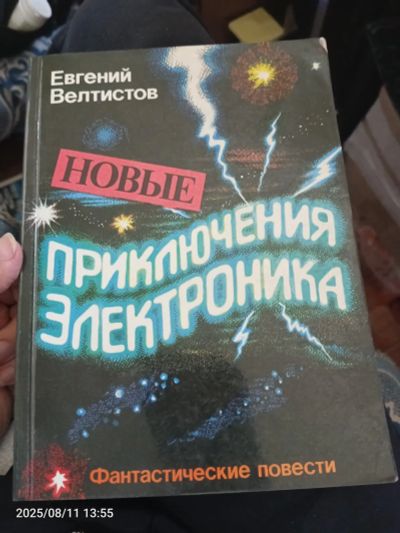 Евгений
Велтистов
НОВЫЕ
ПРИКЛЮЧЕНИЯ
ЭЛЕКТРОНИКА
Фантастические повести
2025/08/11 13:55